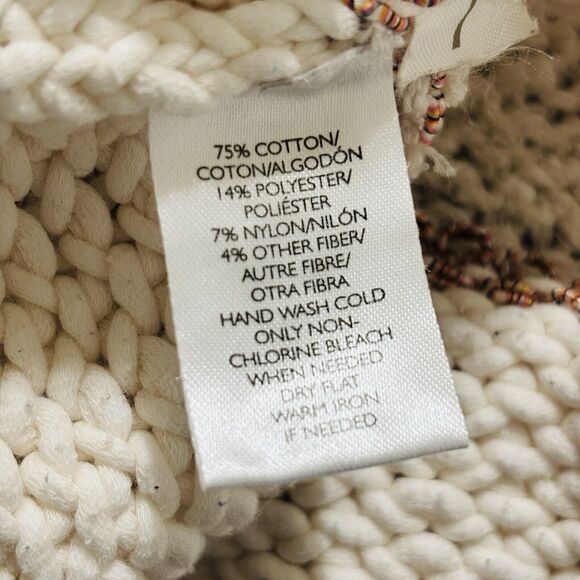 75% COTTON/
COTON/ALGODÓN
14% POLYESTER/
POLIÉSTER
7% NYLON/NILÓN
4% OTHER FIBER/
AUTRE FIBRE/
OTRA FIBRA
HAND WASH COLD
ONLY NON-
CHLORINE BLEACH
WHEN NEEDED
DRY FLAT
WARM IRON
IF NEEDED